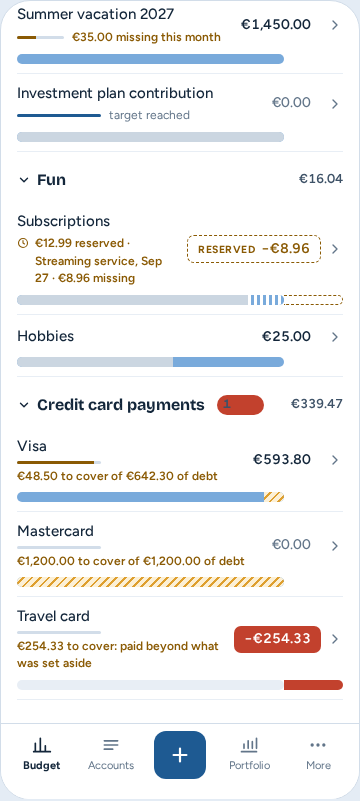 Summer vacation 2027
€1,450.00
€35.00 missing this month
Investment plan contribution
€0.00
target reached
Fun
€16.04
Subscriptions
€12.99 reserved ·
Streaming service, Sep
27 · €8.96 missing
RESERVED −€8.96
Hobbies
€25.00
Credit card payments
1
€339.47
Visa
€593.80
€48.50 to cover of €642.30 of debt
Mastercard
€0.00
€1,200.00 to cover of €1,200.00 of debt
Travel card
−€254.33
€254.33 to cover: paid beyond what
was set aside
Budget
Accounts
Portfolio
More